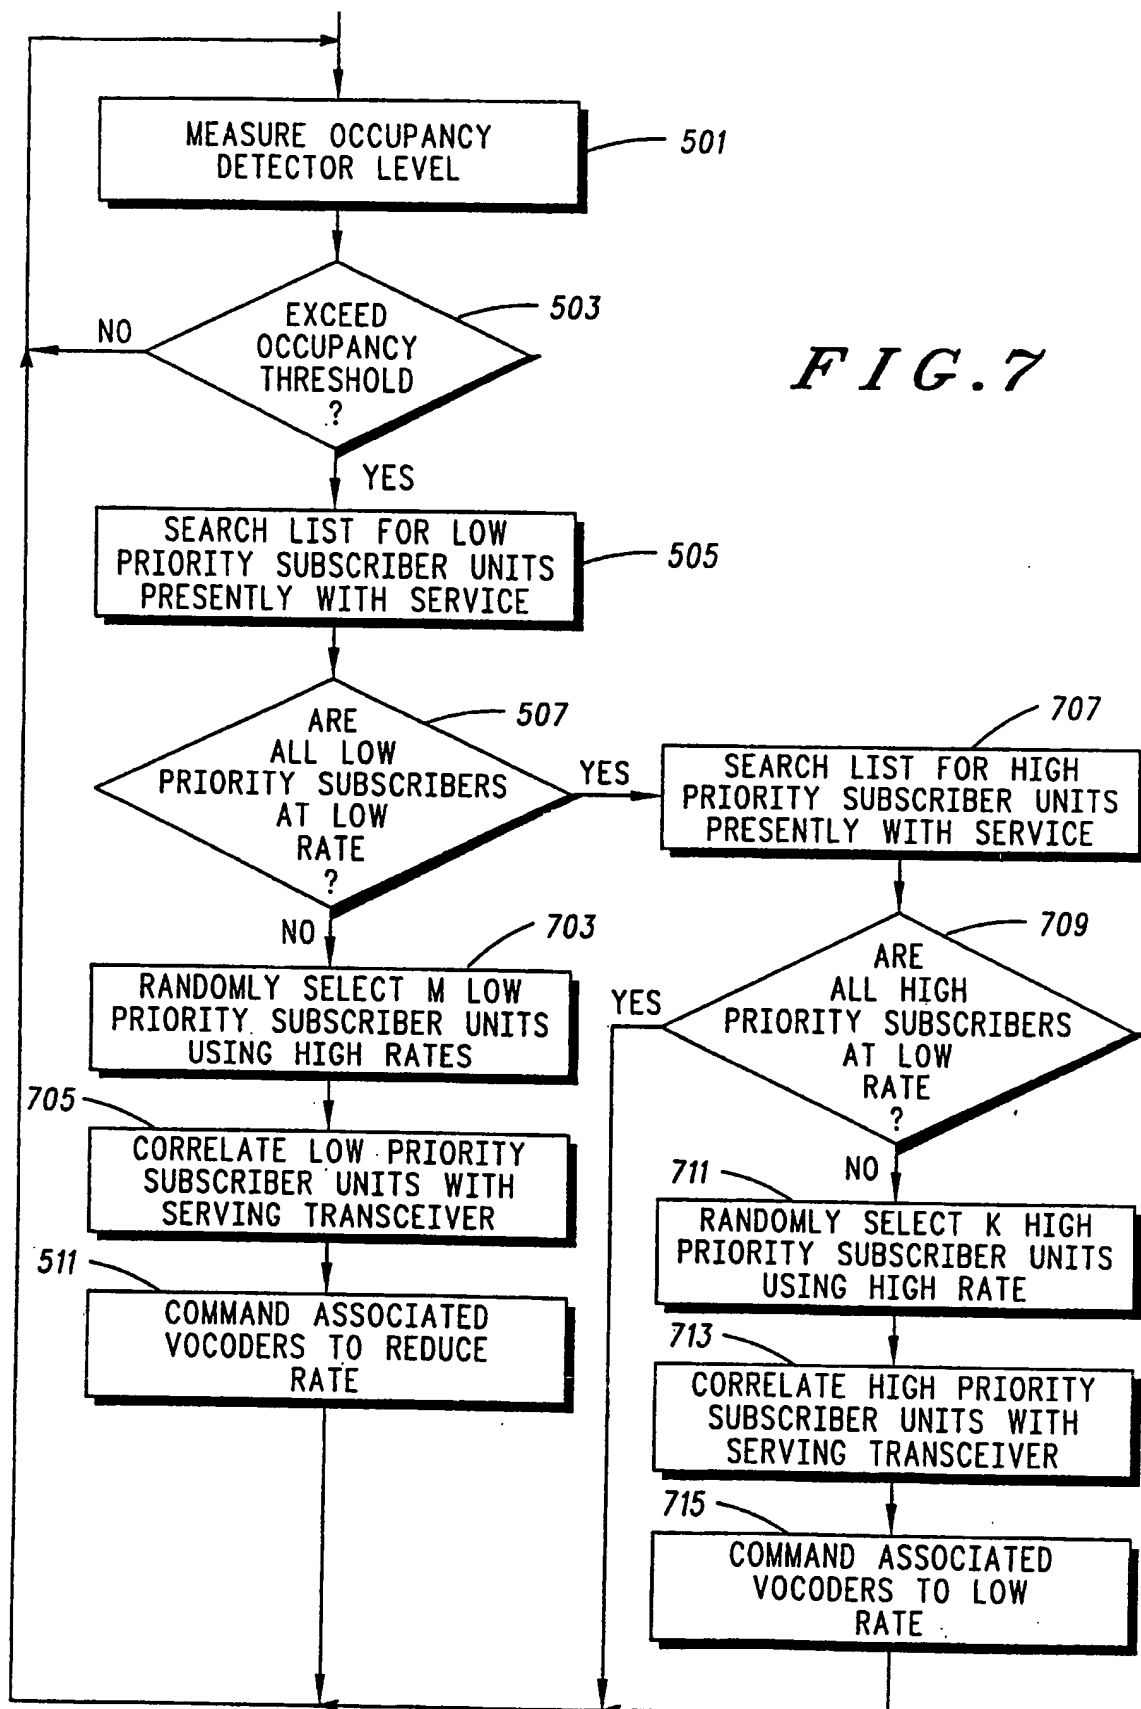 MEASURE OCCUPANCY
DETECTOR LEVEL
501
EXCEED
OCCUPANCY
THRESHOLD
?
503
NO
FIG.7
YES
SEARCH LIST FOR LOW
PRIORITY SUBSCRIBER UNITS
PRESENTLY WITH SERVICE
505
ARE
ALL LOW
PRIORITY SUBSCRIBERS
AT LOW
RATE
?
507
YES
707
SEARCH LIST FOR HIGH
PRIORITY SUBSCRIBER UNITS
PRESENTLY WITH SERVICE
NO
703
RANDOMLY SELECT M LOW
PRIORITY SUBSCRIBER UNITS
USING HIGH RATES
709
YES
ARE
ALL HIGH
PRIORITY SUBSCRIBERS
AT LOW
RATE
?
705
CORRELATE LOW PRIORITY
SUBSCRIBER UNITS WITH
SERVING TRANSCEIVER
NO
711
RANDOMLY SELECT K HIGH
PRIORITY SUBSCRIBER UNITS
USING HIGH RATE
511
COMMAND ASSOCIATED
VOCODERS TO REDUCE
RATE
713
CORRELATE HIGH PRIORITY
SUBSCRIBER UNITS WITH
SERVING TRANSCEIVER
715
COMMAND ASSOCIATED
VOCODERS TO LOW
RATE